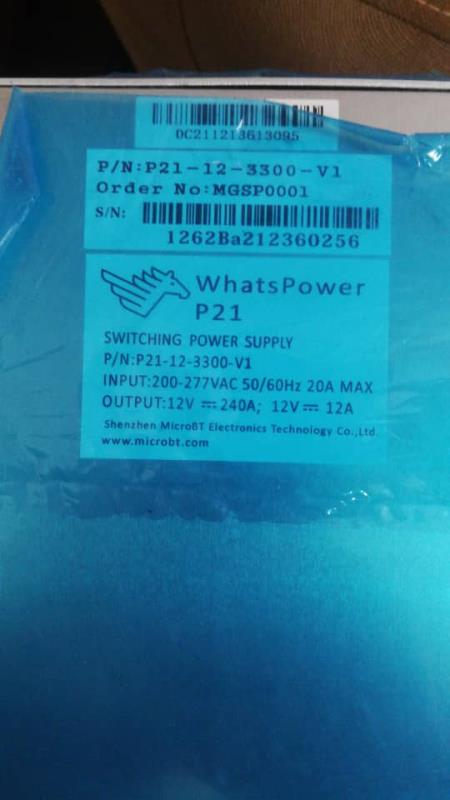 DC211213613095
P/N:P21-12-3300-V1
Order No:MGSP0001
S/N:
1262Ba212360256
WhatsPower
P21
SWITCHING POWER SUPPLY
P/N:P21-12-3300-V1
INPUT:200-277VAC 50/60Hz 20A MAX
OUTPUT:12V ⎓ 240A; 12V ⎓ 12A
Shenzhen MicroBT Electronics Technology Co.,Ltd.
www.microbt.com